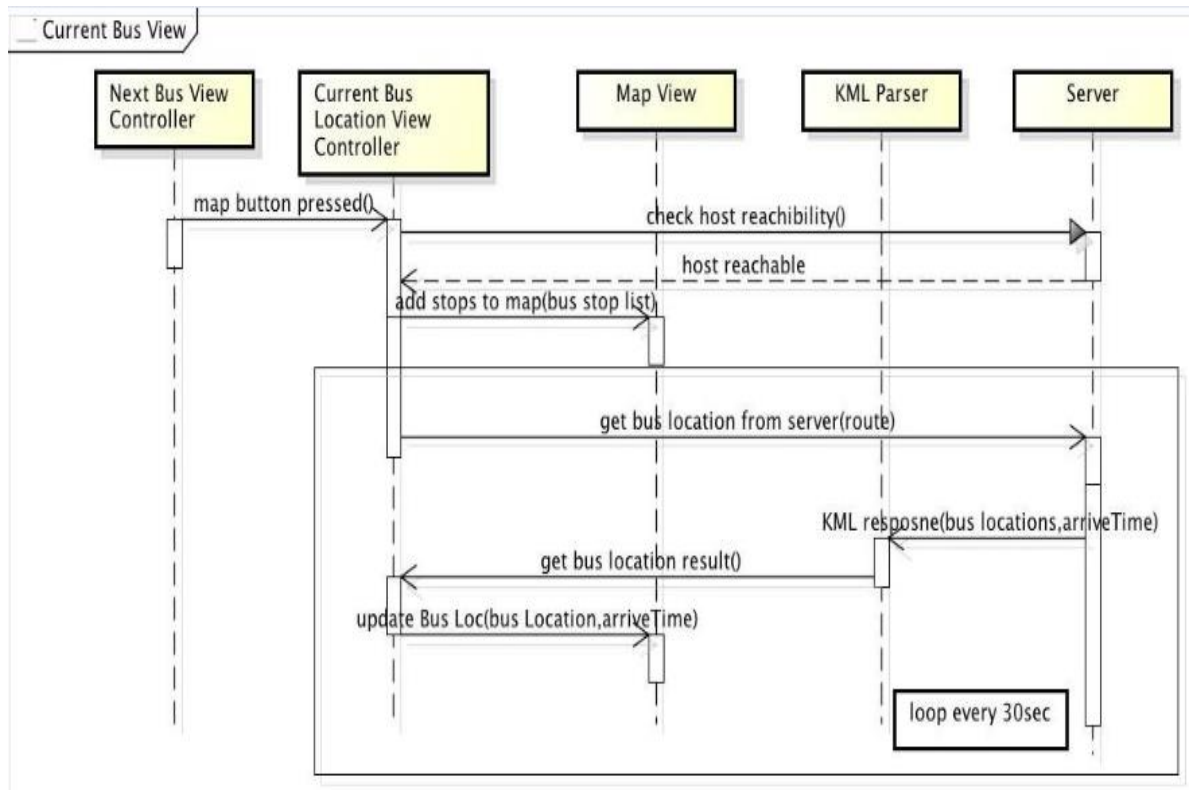 Current Bus View
Next Bus View
Controller
Current Bus
Location View
Controller
Map View
KML Parser
Server
map button pressed()
check host reachibility()
host reachable
add stops to map(bus stop list)
get bus location from server(route)
KML resposne(bus locations,arriveTime)
get bus location result()
update Bus Loc(bus Location,arriveTime)
loop every 30sec